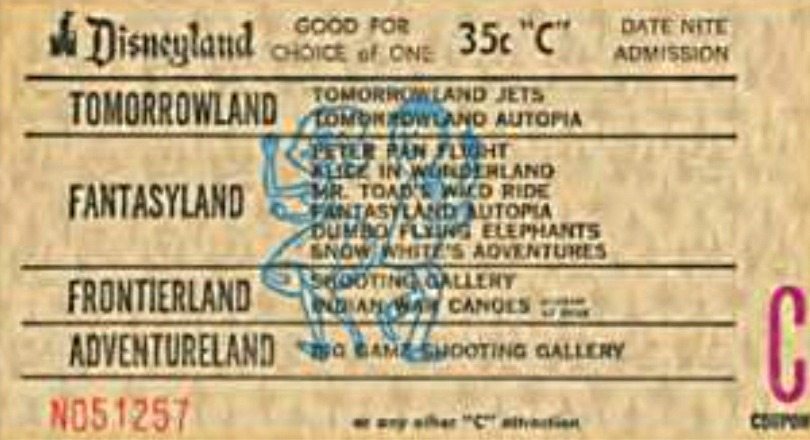 Disneyland GOOD FOR CHOICE of ONE 35c "C" DATE NITE ADMISSION
TOMORROWLAND TOMORROWLAND JETS
TOMORROWLAND AUTOPIA
FANTASYLAND PETER PAN FLIGHT
ALICE IN WONDERLAND
MR. TOAD'S WILD RIDE
FANTASYLAND AUTOPIA
DUMBO FLYING ELEPHANTS
SNOW WHITE'S ADVENTURES
FRONTIERLAND SHOOTING GALLERY
INDIAN WAR CANOES
ADVENTURELAND BIG GAME SHOOTING GALLERY
N051257 or any other "C" attraction
C
COUPON